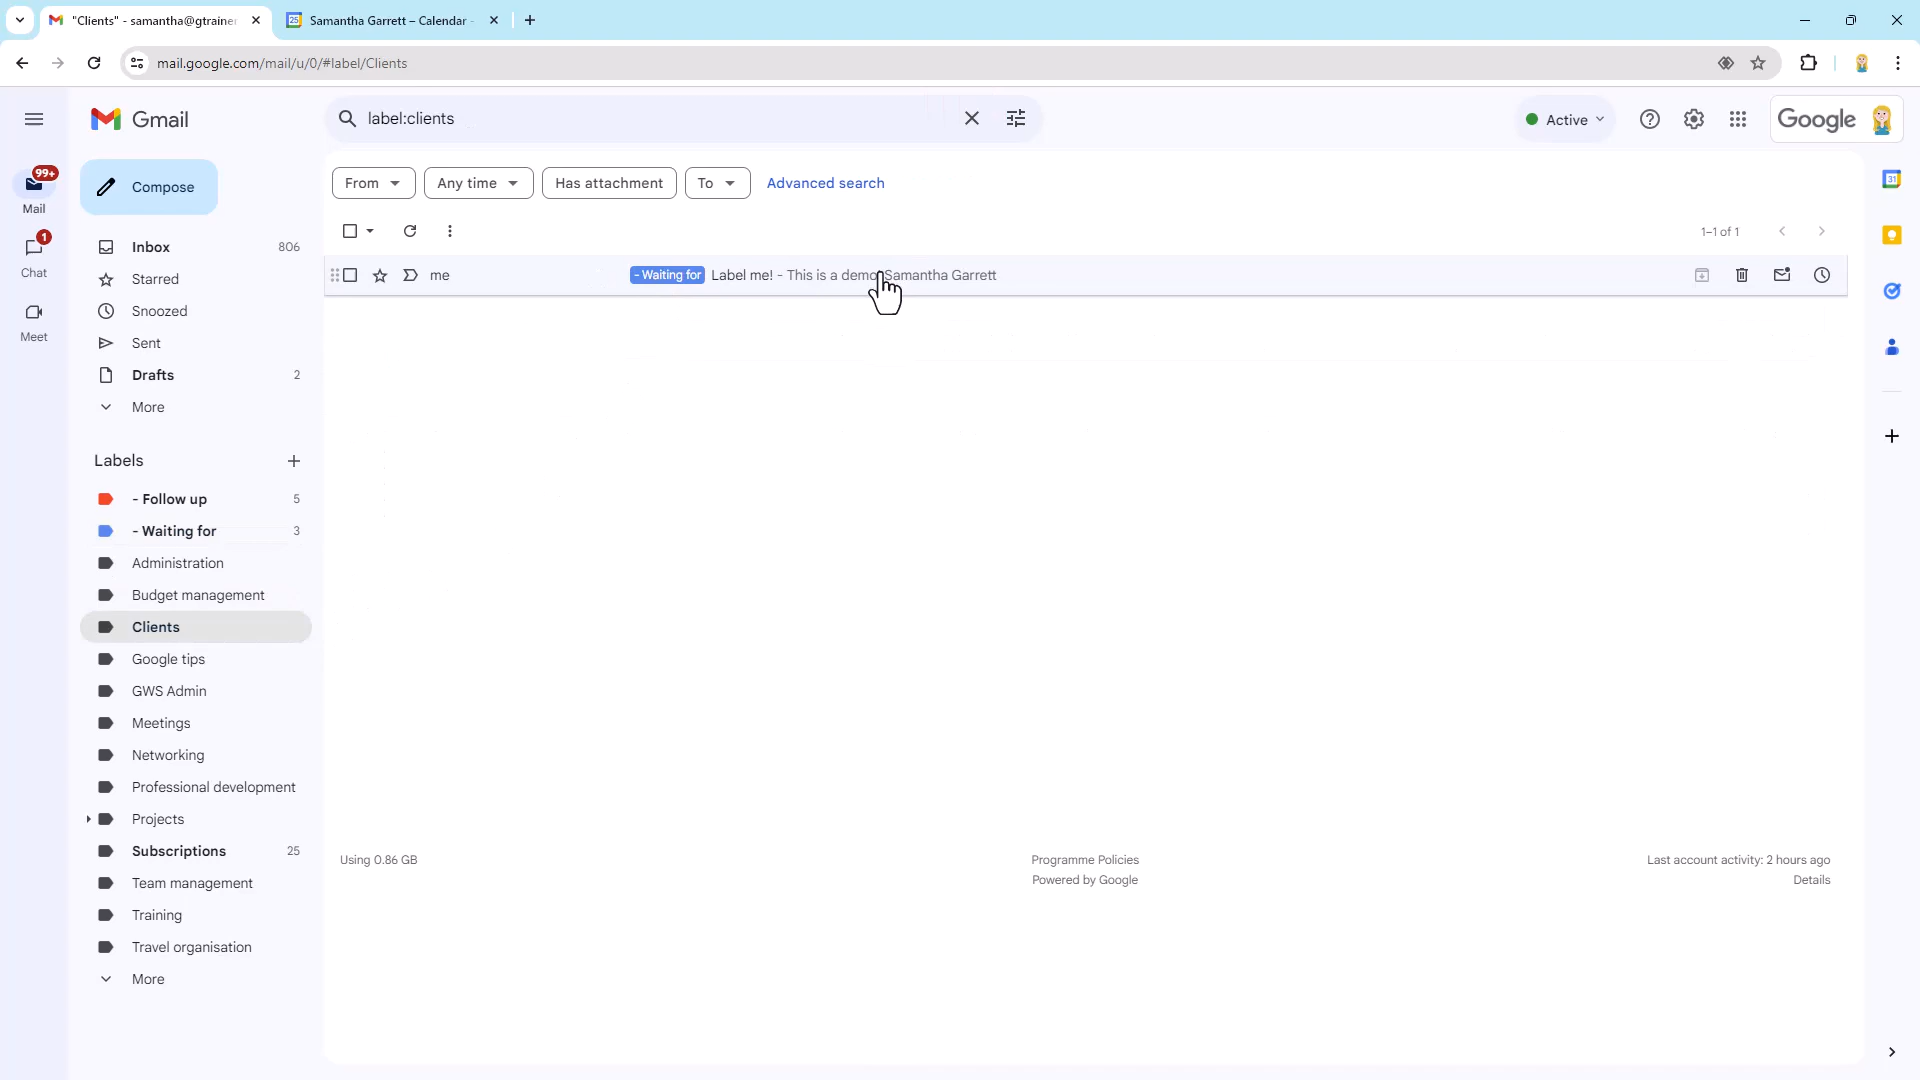 "Clients" - samantha@gtrainer
Samantha Garrett – Calendar -
mail.google.com/mail/u/0/#label/Clients
Gmail
label:clients
Active
Google
99+
Mail
Compose
From
Any time
Has attachment
To
Advanced search
1
Chat
Inbox 806
1–1 of 1
me
- Waiting for Label me! - This is a demo Samantha Garrett
Starred
Snoozed
Meet
Sent
Drafts 2
More
Labels
- Follow up 5
- Waiting for 3
Administration
Budget management
Clients
Google tips
GWS Admin
Meetings
Networking
Professional development
Projects
Subscriptions 25
Team management
Training
Travel organisation
More
Using 0.86 GB
Programme Policies
Powered by Google
Last account activity: 2 hours ago
Details
25
31